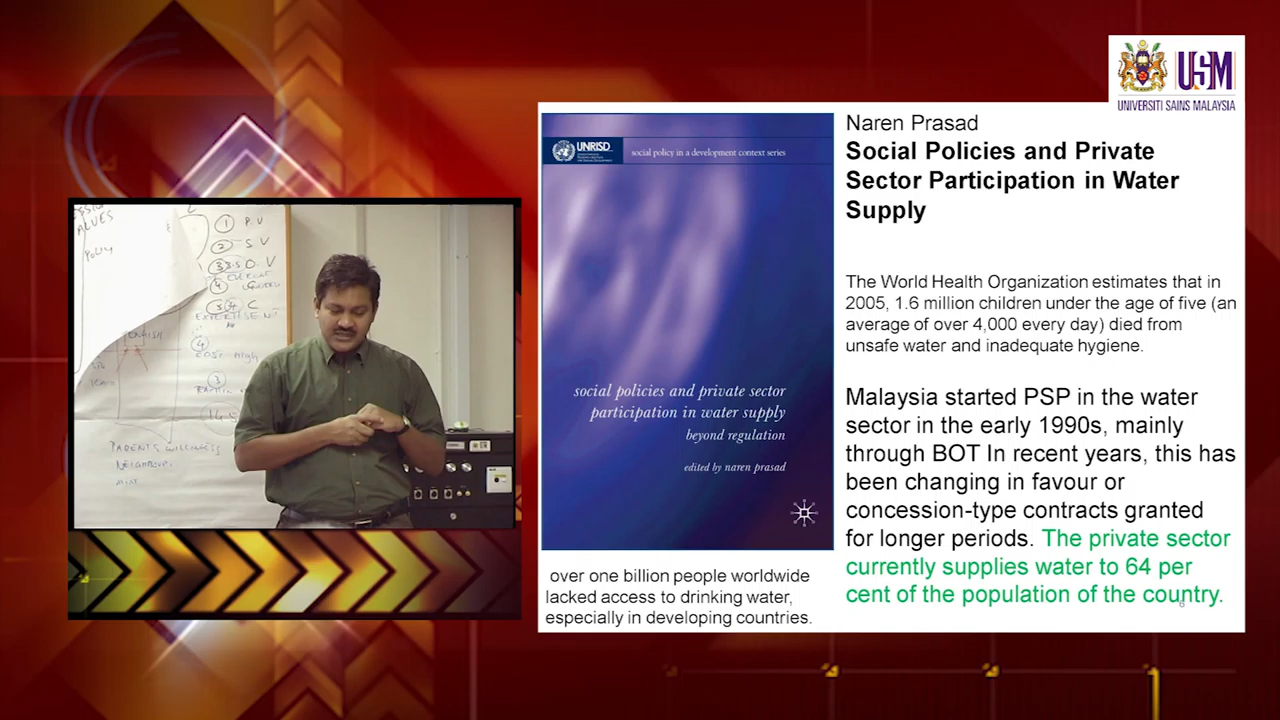 USM
UNIVERSITI SAINS MALAYSIA
Naren Prasad
Social Policies and Private
Sector Participation in Water
Supply
The World Health Organization estimates that in
2005, 1.6 million children under the age of five (an
average of over 4,000 every day) died from
unsafe water and inadequate hygiene.
Malaysia started PSP in the water
sector in the early 1990s, mainly
through BOT In recent years, this has
been changing in favour or
concession-type contracts granted
for longer periods. The private sector
currently supplies water to 64 per
cent of the population of the country.
6
UNRISD
social policy in a development context series
social policies and private sector
participation in water supply
beyond regulation
edited by naren prasad
over one billion people worldwide
lacked access to drinking water,
especially in developing countries.
ALVES
POLICY
1 P V
2 S V
O. V
C
PARENTS